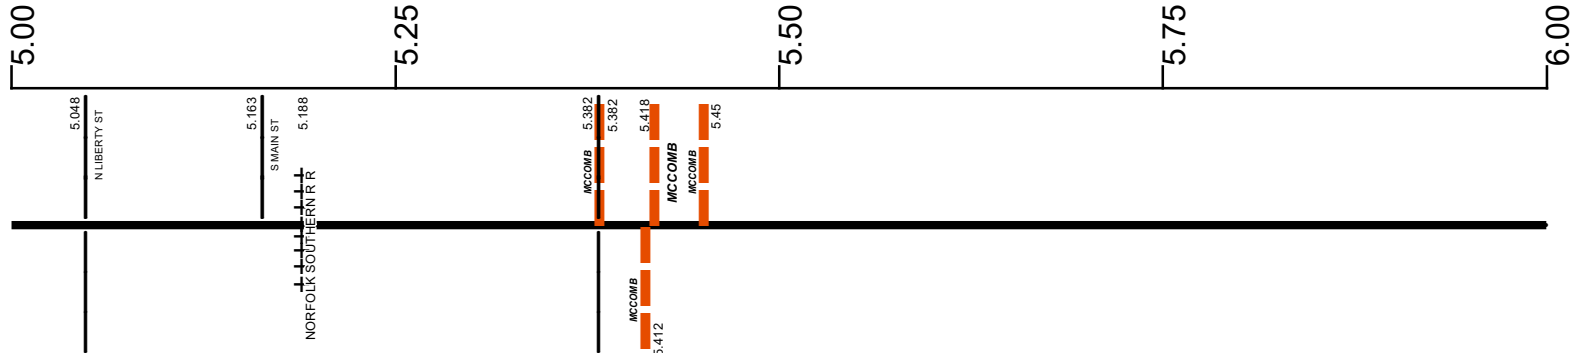 5.00
5.25
5.50
5.75
6.00
5.048
N LIBERTY ST
5.163
S MAIN ST
5.188
NORFOLK SOUTHERN R R
5.382
5.382
MCCOMB
5.418
MCCOMB
5.45
MCCOMB
MCCOMB
5.412